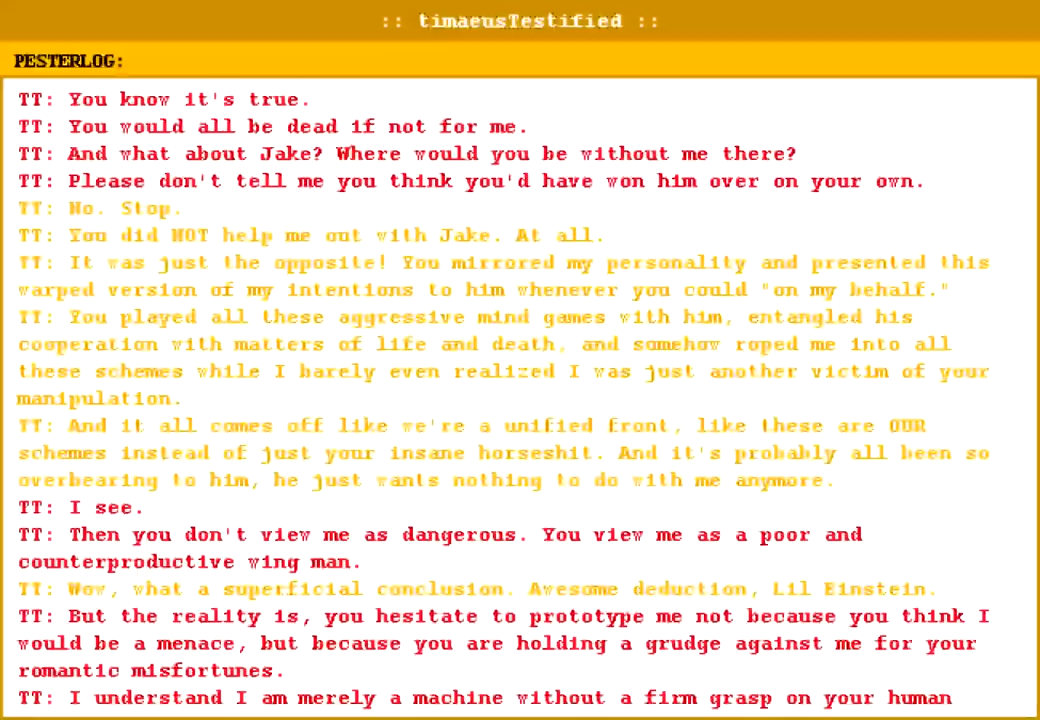 :: timaeusTestified ::
PESTERLOG:
TT: You know it's true.
TT: You would all be dead if not for me.
TT: And what about Jake? Where would you be without me there?
TT: Please don't tell me you think you'd have won him over on your own.
TT: No. Stop.
TT: You did NOT help me out with Jake. At all.
TT: It was just the opposite! You mirrored my personality and presented this
warped version of my intentions to him whenever you could "on my behalf."
TT: You played all these aggressive mind games with him, entangled his
cooperation with matters of life and death, and somehow roped me into all
these schemes while I barely even realized I was just another victim of your
manipulation.
TT: And it all comes off like we're a unified front, like these are OUR
schemes instead of just your insane horseshit. And it's probably all been so
overbearing to him, he just wants nothing to do with me anymore.
TT: I see.
TT: Then you don't view me as dangerous. You view me as a poor and
counterproductive wing man.
TT: Wow, what a superficial conclusion. Awesome deduction, Lil Einstein.
TT: But the reality is, you hesitate to prototype me not because you think I
would be a menace, but because you are holding a grudge against me for your
romantic misfortunes.
TT: I understand I am merely a machine without a firm grasp on your human